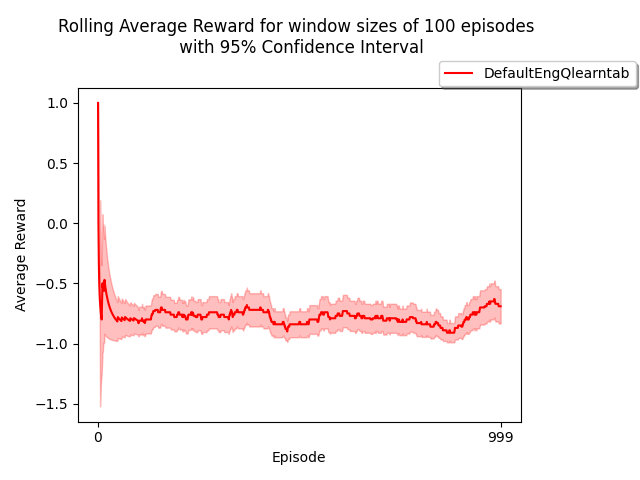 Rolling Average Reward for window sizes of 100 episodes
with 95% Confidence Interval
DefaultEngQlearntab
1.0
0.5
0.0
−0.5
−1.0
−1.5
Average Reward
0
999
Episode